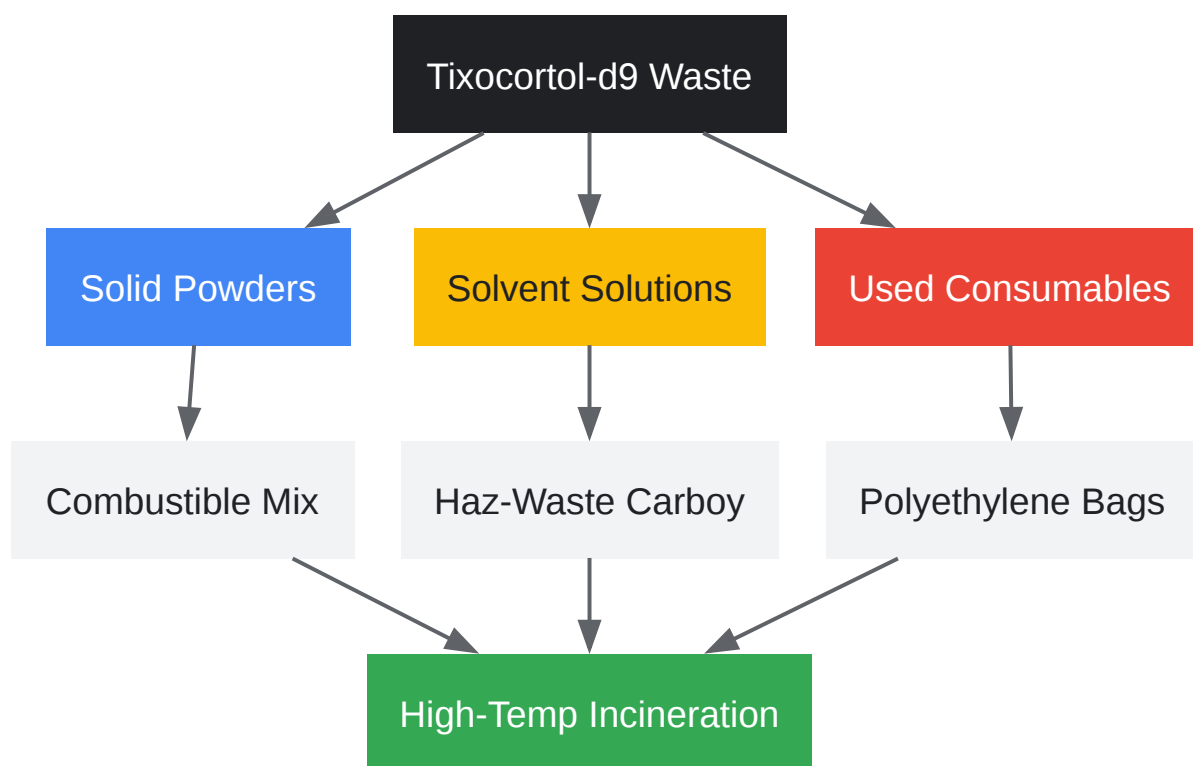 Tixocortol-d9 Waste
Solid Powders
Solvent Solutions
Used Consumables
Combustible Mix
Haz-Waste Carboy
Polyethylene Bags
High-Temp Incineration